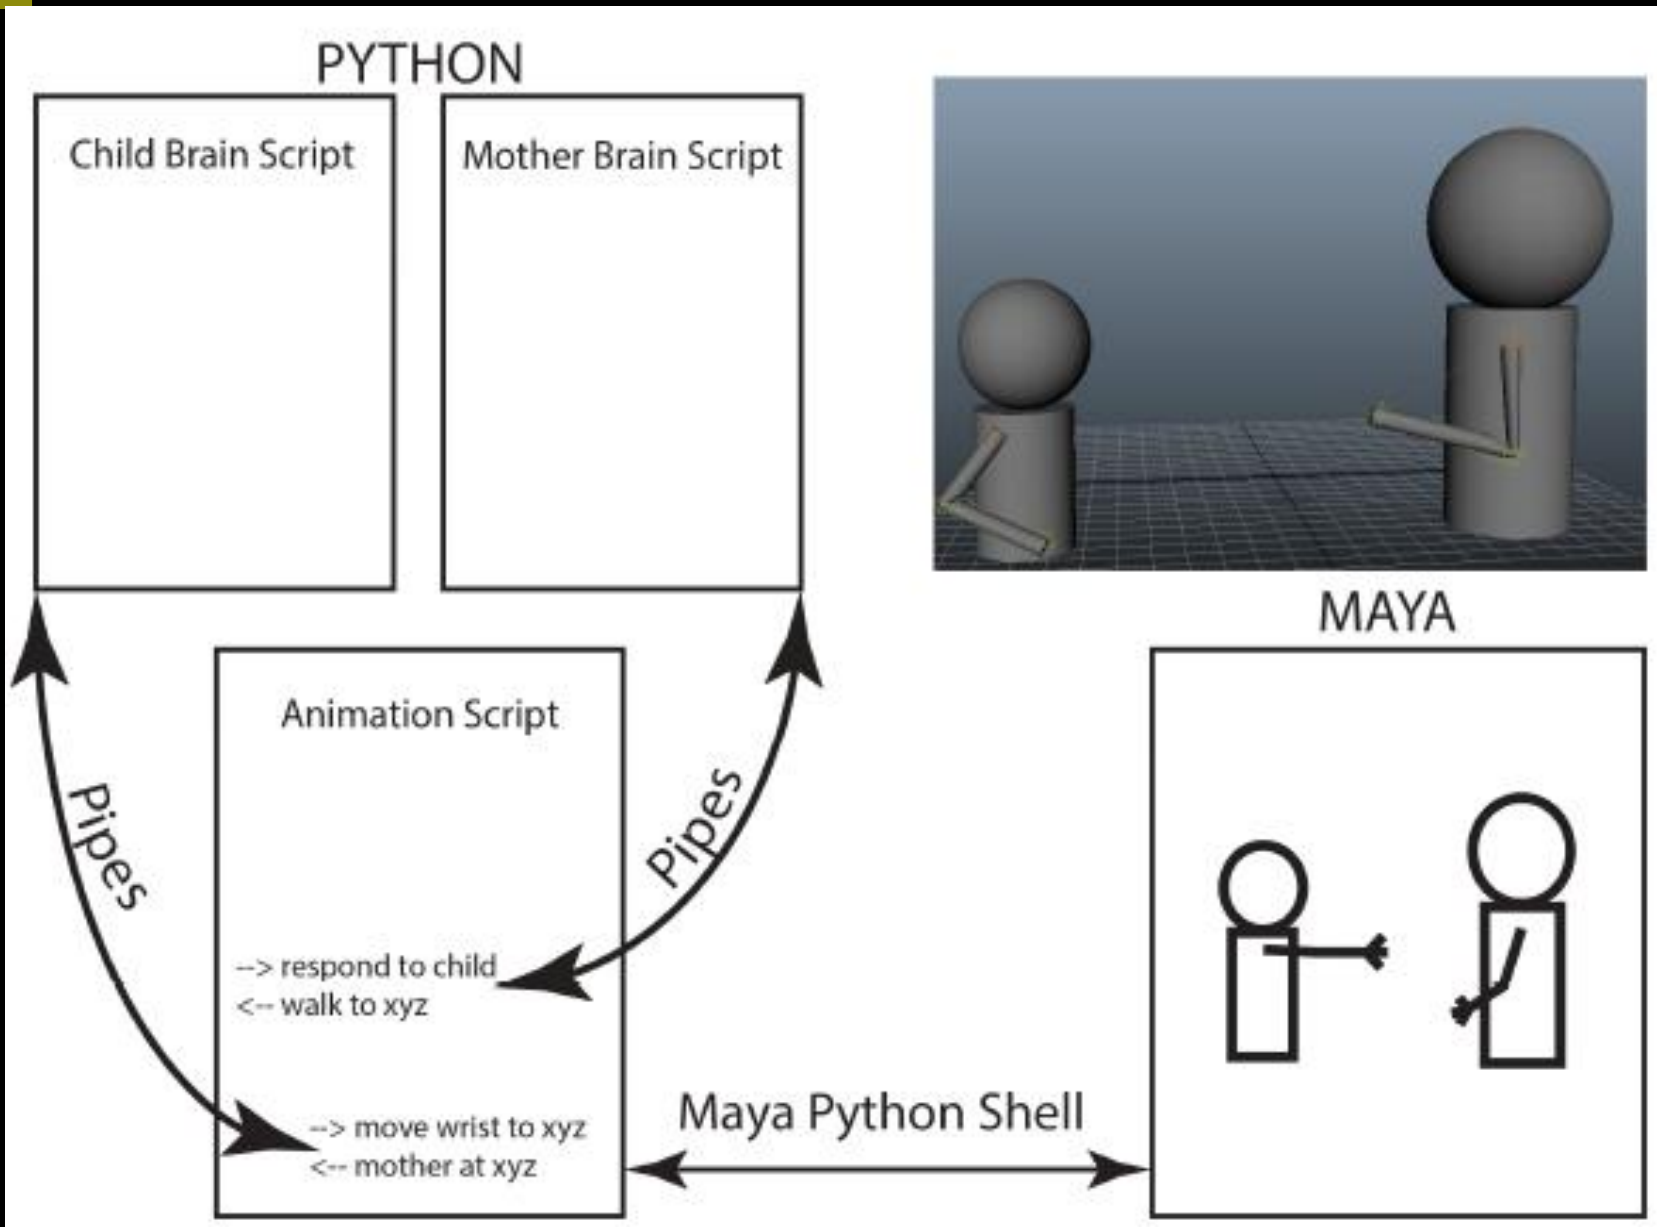 PYTHON
Child Brain Script
Mother Brain Script
MAYA
Animation Script
Pipes
Pipes
--> respond to child
<-- walk to xyz
--> move wrist to xyz
<-- mother at xyz
Maya Python Shell